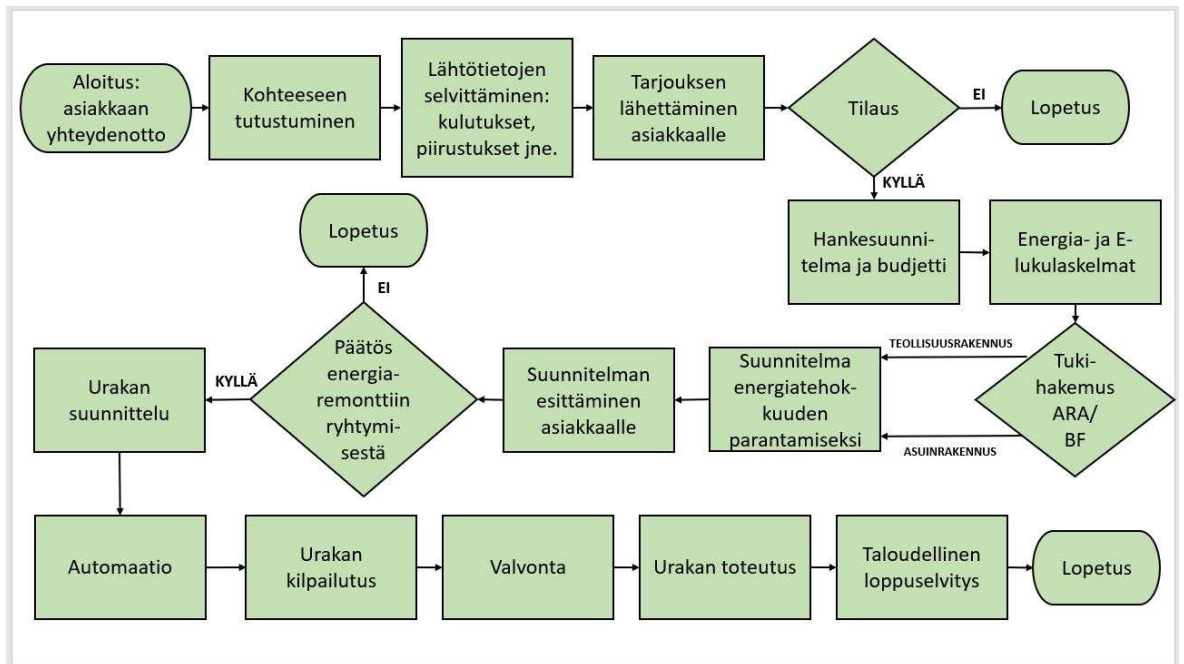 Aloitus:
asiakkaan
yhteydenotto
Kohteeseen
tutustuminen
Lähtötietojen
selvittäminen:
kulutukset,
piirustukset jne.
Tarjouksen
lähettäminen
asiakkaalle
Tilaus
EI
Lopetus
KYLLÄ
Hankesuunni-
telma ja budjetti
Energia- ja E-
lukulaskelmat
Tuki-
hakemus
ARA/
BF
TEOLLISUUSRAKENNUS
ASUINRAKENNUS
Suunnitelma
energiatehok-
kuuden
parantamiseksi
Suunnitelman
esittäminen
asiakkaalle
Päätös
energia-
remonttiin
ryhtymi-
sestä
EI
Lopetus
KYLLÄ
Urakan
suunnittelu
Automaatio
Urakan
kilpailutus
Valvonta
Urakan toteutus
Taloudellinen
loppuselvitys
Lopetus